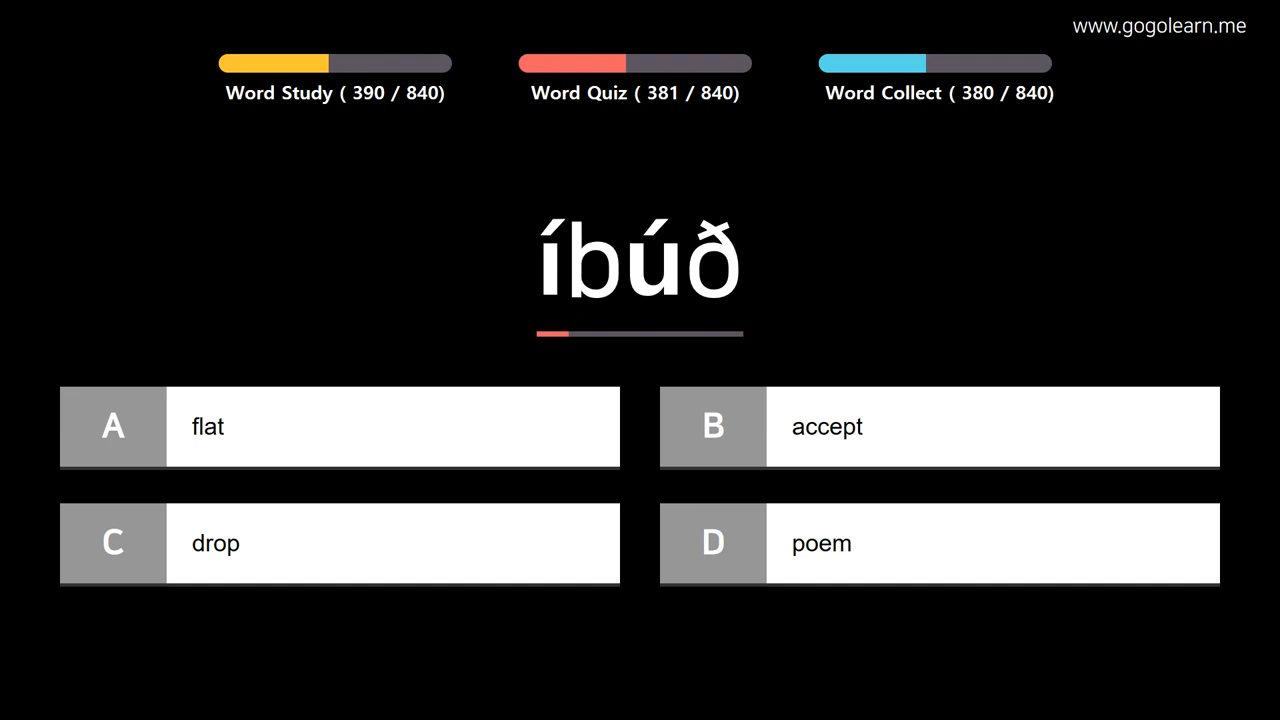 www.gogolearn.me
Word Study ( 390 / 840)
Word Quiz ( 381 / 840)
Word Collect ( 380 / 840)
íbúð
A flat
B accept
C drop
D poem